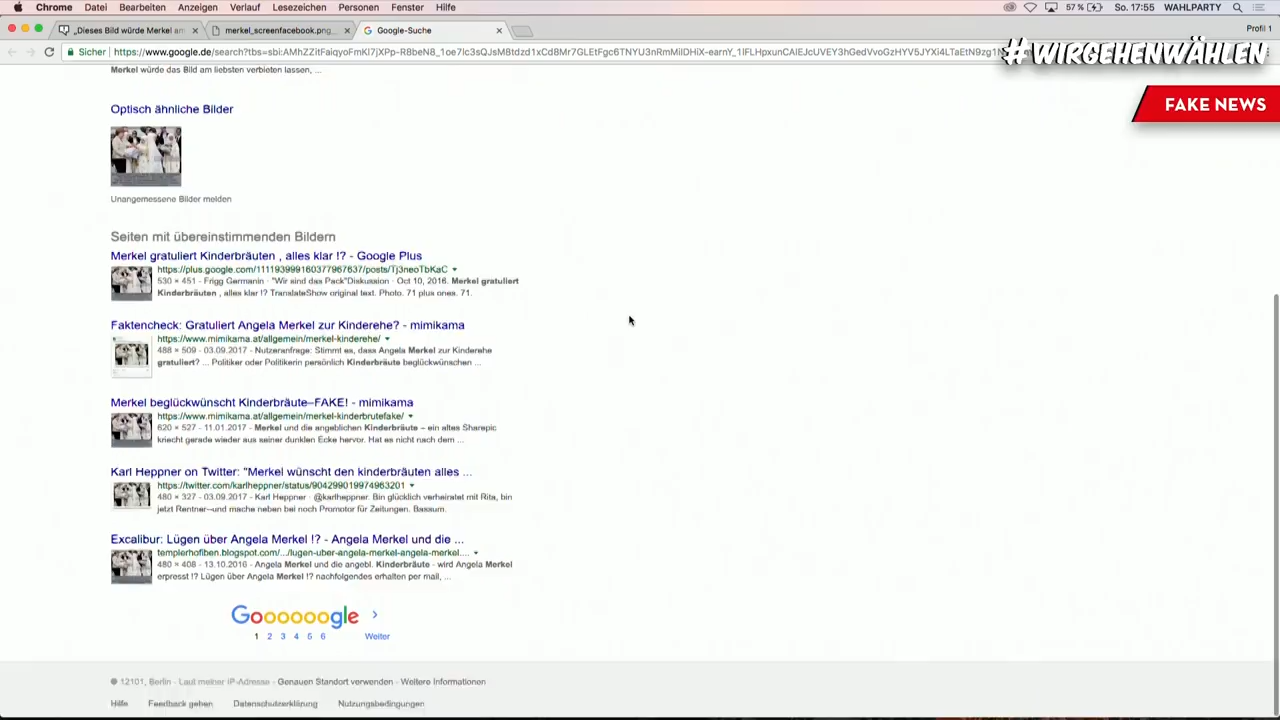 Chrome Datei Bearbeiten Anzeigen Verlauf Lesezeichen Personen Fenster Hilfe 57 % So. 17:55 WAHLPARTY
„Dieses Bild würde Merkel am merkel_screenfacebook.png Google-Suche Profil 1
Sicher
#WIRGEHENWÄHLEN
FAKE NEWS
Merkel würde das Bild am liebsten verbieten lassen, ...
Optisch ähnliche Bilder
Unangemessene Bilder melden
Seiten mit übereinstimmenden Bildern
Merkel gratuliert Kinderbräuten , alles klar !? - Google Plus
https://plus.google.com/111193999160377967637/posts/Tj3neoTbKaC
530 × 451 - Frigg Germanin · "Wir sind das Pack"Diskussion · Oct 10, 2016. Merkel gratuliert
Kinderbräuten , alles klar !? TranslateShow original text. Photo. 71 plus ones. 71.
Faktencheck: Gratuliert Angela Merkel zur Kinderehe? - mimikama
https://www.mimikama.at/allgemein/merkel-kinderehe/
488 × 509 - 03.09.2017 - Nutzeranfrage: Stimmt es, dass Angela Merkel zur Kinderehe
gratuliert? ... Politiker oder Politikerin persönlich Kinderbräute beglückwünschen ...
Merkel beglückwünscht Kinderbräute–FAKE! - mimikama
https://www.mimikama.at/allgemein/merkel-kinderbrutefake/
620 × 527 - 11.01.2017 - Merkel und die angeblichen Kinderbräute – ein altes Sharepic
kriecht gerade wieder aus seiner dunklen Ecke hervor. Hat es nicht nach dem ...
Karl Heppner on Twitter: "Merkel wünscht den kinderbräuten alles ...
https://twitter.com/karlheppner/status/904299019974963201
480 × 327 - 03.09.2017 - Karl Heppner · @karlheppner. Bin glücklich verheiratet mit Rita, bin
jetzt Rentner--und mache neben bei noch Promotor für Zeitungen. Bassum.
Excalibur: Lügen über Angela Merkel !? - Angela Merkel und die ...
templerhofiben.blogspot.com/.../lugen-uber-angela-merkel-angela-merkel....
480 × 408 - 13.10.2016 - Angela Merkel und die angebl. Kinderbräute - wird Angela Merkel
erpresst !? Lügen über Angela Merkel !? nachfolgendes erhalten per mail, ...
Goooooogle >
1 2 3 4 5 6 Weiter
12101, Berlin - Laut meiner IP-Adresse - Genauen Standort verwenden - Weitere Informationen
Hilfe Feedback geben Datenschutzerklärung Nutzungsbedingungen